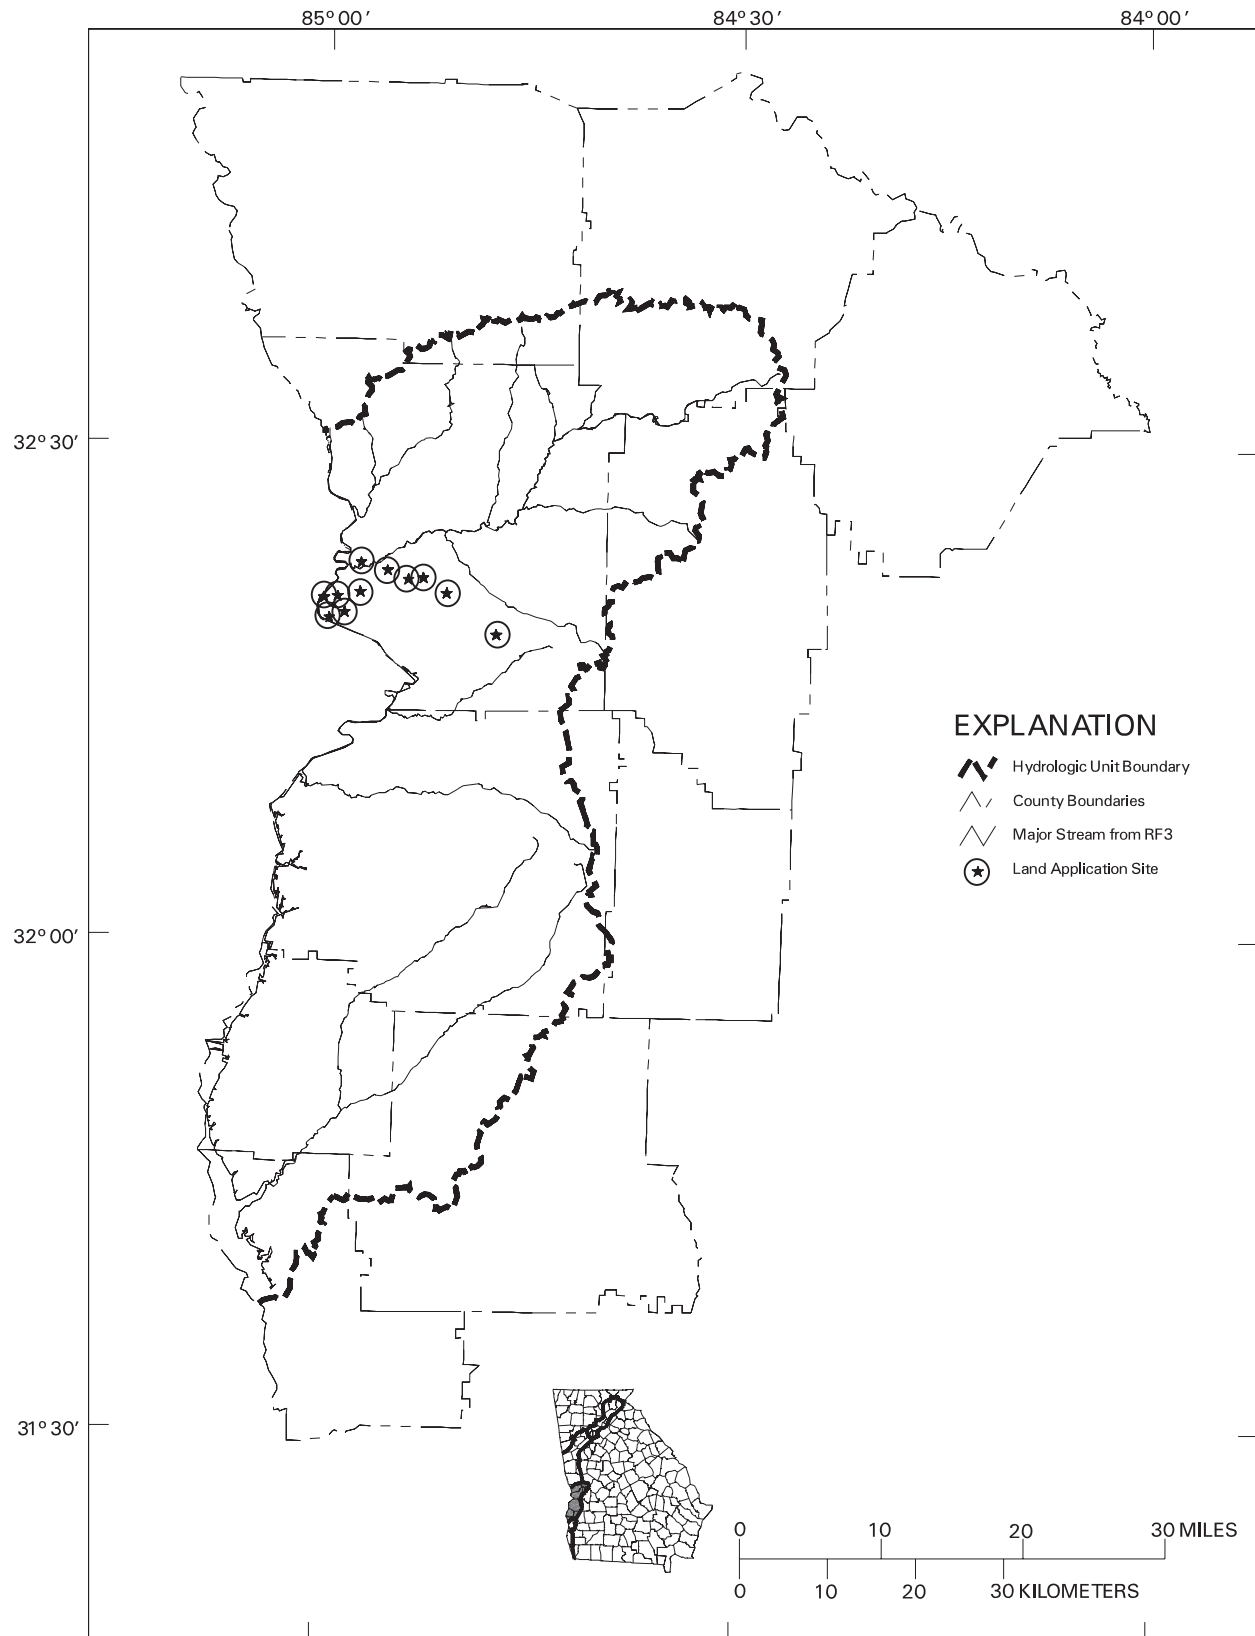 85°00′ 84°30′ 84°00′
32°30′
EXPLANATION
Hydrologic Unit Boundary
County Boundaries
Major Stream from RF3
Land Application Site
32°00′
31°30′
0 10 20 30 MILES
0 10 20 30 KILOMETERS